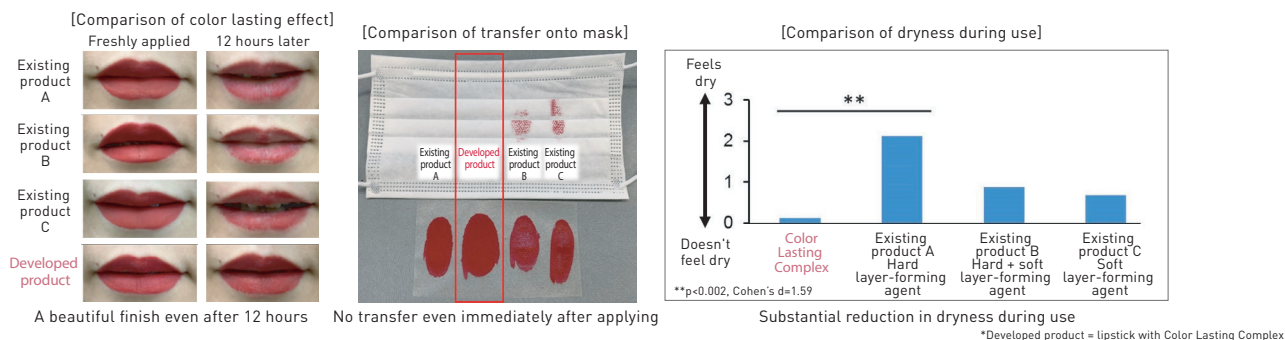 [Comparison of color lasting effect]
Freshly applied
12 hours later
Existing
product
A
Existing
product
B
Existing
product
C
Developed
product
A beautiful finish even after 12 hours
[Comparison of transfer onto mask]
Existing
product
A
Developed
product
Existing
product
B
Existing
product
C
No transfer even immediately after applying
[Comparison of dryness during use]
Feels
dry
3
2
1
0
Doesn't
feel dry
**
Color
Lasting
Complex
Existing
product A
Hard
layer-forming
agent
Existing
product B
Hard + soft
layer-forming
agent
Existing
product C
Soft
layer-forming
agent
**p<0.002, Cohen's d=1.59
Substantial reduction in dryness during use
*Developed product = lipstick with Color Lasting Complex